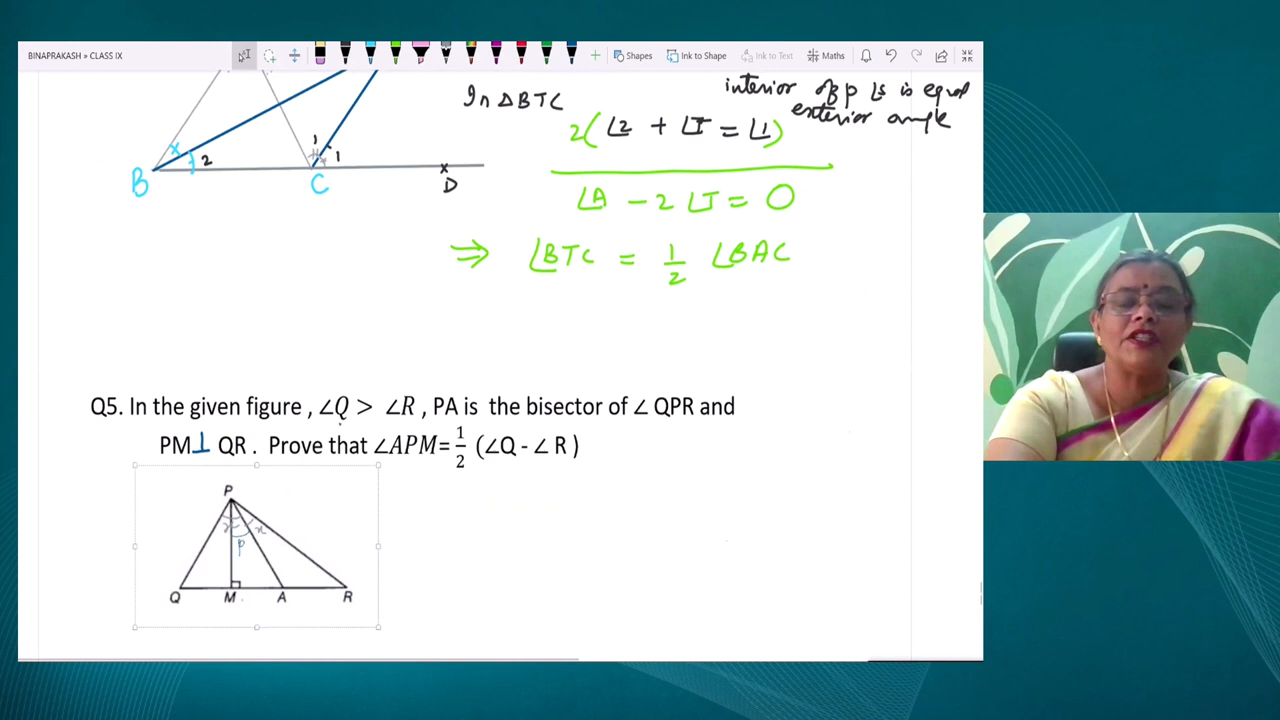 BINAPRAKASH » CLASS IX
Shapes
Ink to Shape
Ink to Text
Maths
In ΔBTC
interior opp ∠s is equal
exterior angle
2(∠2 + ∠T = ∠1)
∠A - 2∠T = 0
⇒ ∠BTC = 1/2 ∠BAC
x
2
1
1
B
C
D
Q5. In the given figure , ∠Q > ∠R , PA is the bisector of ∠ QPR and
PM⊥ QR . Prove that ∠APM= 1/2 (∠Q - ∠ R )
P
x
x
P
Q
M
A
R